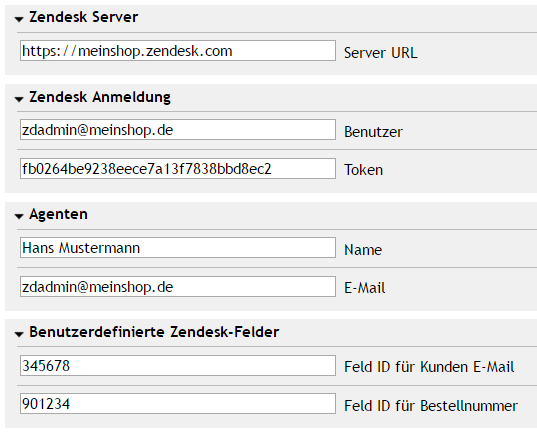 Zendesk Server
https://meinshop.zendesk.com Server URL
Zendesk Anmeldung
zdadmin@meinshop.de Benutzer
fb0264be9238eece7a13f7838bbd8ec2 Token
Agenten
Hans Mustermann Name
zdadmin@meinshop.de E-Mail
Benutzerdefinierte Zendesk-Felder
345678 Feld ID für Kunden E-Mail
901234 Feld ID für Bestellnummer